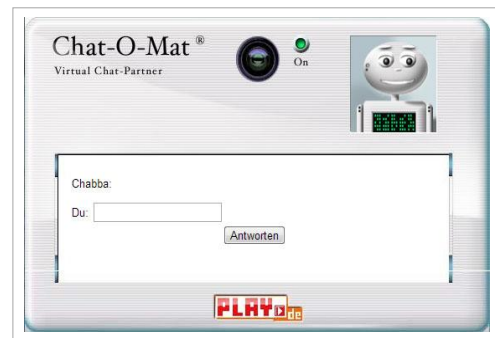 Chat-O-Mat ®
Virtual Chat-Partner
On
Chabba:
Du:
Antworten
PLAYD.de